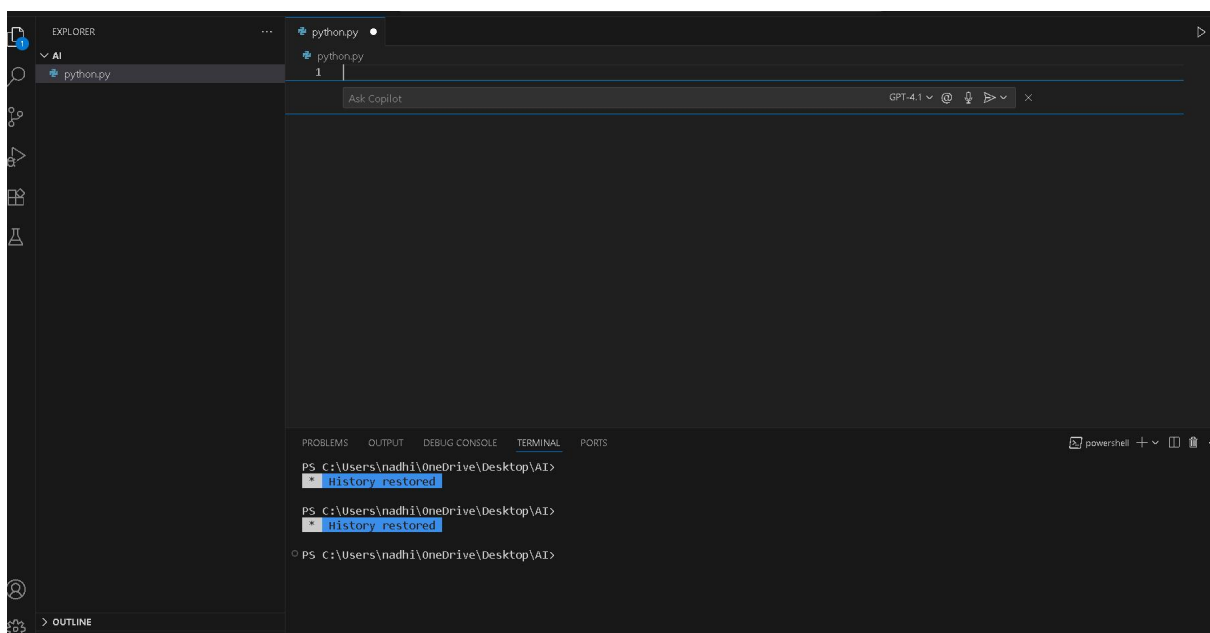 EXPLORER
AI
python.py
OUTLINE
python.py
python.py
1
Ask Copilot GPT-4.1 @
PROBLEMS OUTPUT DEBUG CONSOLE TERMINAL PORTS
powershell
PS C:\Users\nadhi\OneDrive\Desktop\AI>
* History restored
PS C:\Users\nadhi\OneDrive\Desktop\AI>
* History restored
PS C:\Users\nadhi\OneDrive\Desktop\AI>
1